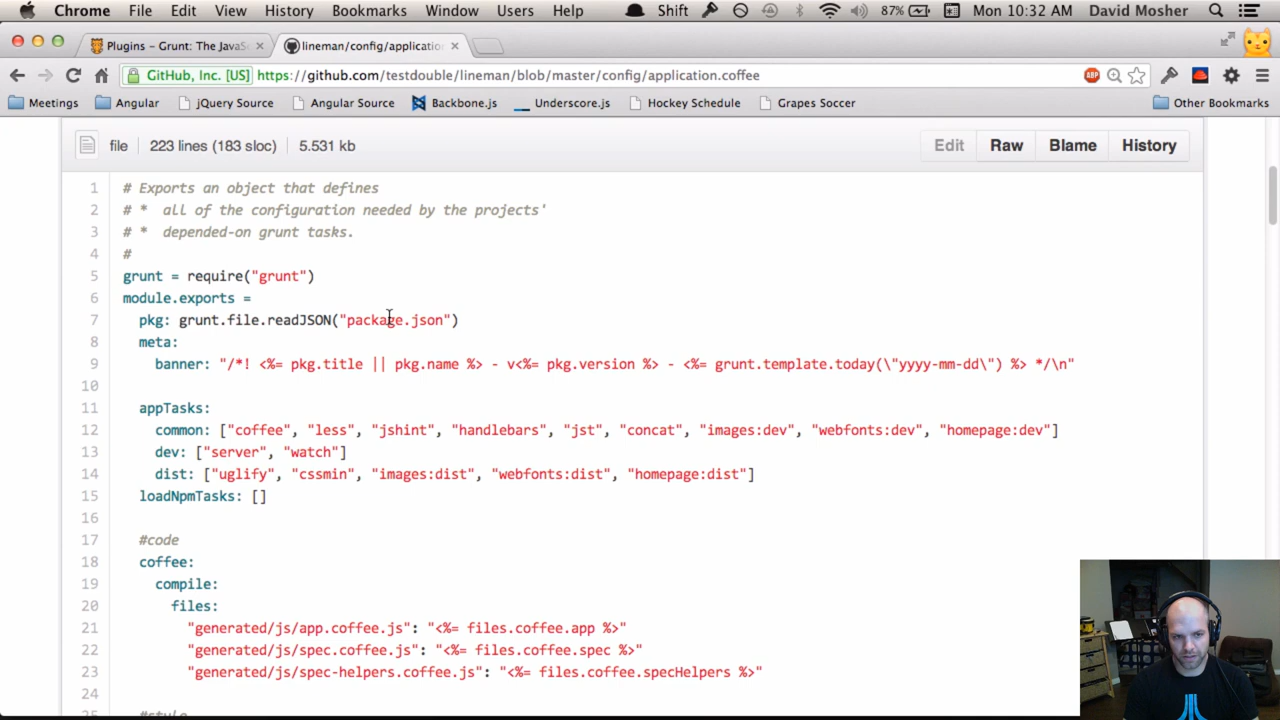 Chrome File Edit View History Bookmarks Window Users Help Shift 87% Mon 10:32 AM David Mosher
Plugins – Grunt: The JavaSc lineman/config/application
GitHub, Inc. [US] https://github.com/testdouble/lineman/blob/master/config/application.coffee ABP
Meetings Angular jQuery Source Angular Source Backbone.js Underscore.js Hockey Schedule Grapes Soccer Other Bookmarks
file 223 lines (183 sloc) 5.531 kb Edit Raw Blame History
1 # Exports an object that defines
2 # * all of the configuration needed by the projects'
3 # * depended-on grunt tasks.
4 #
5 grunt = require("grunt")
6 module.exports =
7 pkg: grunt.file.readJSON("package.json")
8 meta:
9 banner: "/*! <%= pkg.title || pkg.name %> - v<%= pkg.version %> - <%= grunt.template.today(\"yyyy-mm-dd\") %> */\n"
10
11 appTasks:
12 common: ["coffee", "less", "jshint", "handlebars", "jst", "concat", "images:dev", "webfonts:dev", "homepage:dev"]
13 dev: ["server", "watch"]
14 dist: ["uglify", "cssmin", "images:dist", "webfonts:dist", "homepage:dist"]
15 loadNpmTasks: []
16
17 #code
18 coffee:
19 compile:
20 files:
21 "generated/js/app.coffee.js": "<%= files.coffee.app %>"
22 "generated/js/spec.coffee.js": "<%= files.coffee.spec %>"
23 "generated/js/spec-helpers.coffee.js": "<%= files.coffee.specHelpers %>"
24
25 #style